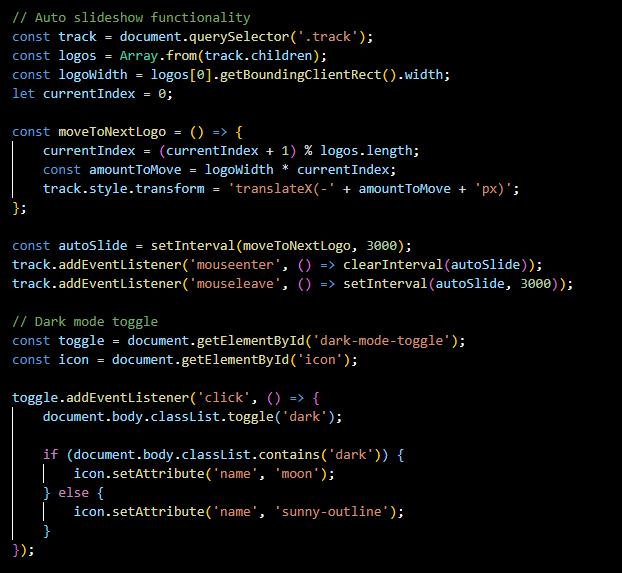 // Auto slideshow functionality
const track = document.querySelector('.track');
const logos = Array.from(track.children);
const logoWidth = logos[0].getBoundingClientRect().width;
let currentIndex = 0;

const moveToNextLogo = () => {
    currentIndex = (currentIndex + 1) % logos.length;
    const amountToMove = logoWidth * currentIndex;
    track.style.transform = 'translateX(-' + amountToMove + 'px)';
};

const autoSlide = setInterval(moveToNextLogo, 3000);
track.addEventListener('mouseenter', () => clearInterval(autoSlide));
track.addEventListener('mouseleave', () => setInterval(autoSlide, 3000));

// Dark mode toggle
const toggle = document.getElementById('dark-mode-toggle');
const icon = document.getElementById('icon');

toggle.addEventListener('click', () => {
    document.body.classList.toggle('dark');

    if (document.body.classList.contains('dark')) {
        icon.setAttribute('name', 'moon');
    } else {
        icon.setAttribute('name', 'sunny-outline');
    }
});